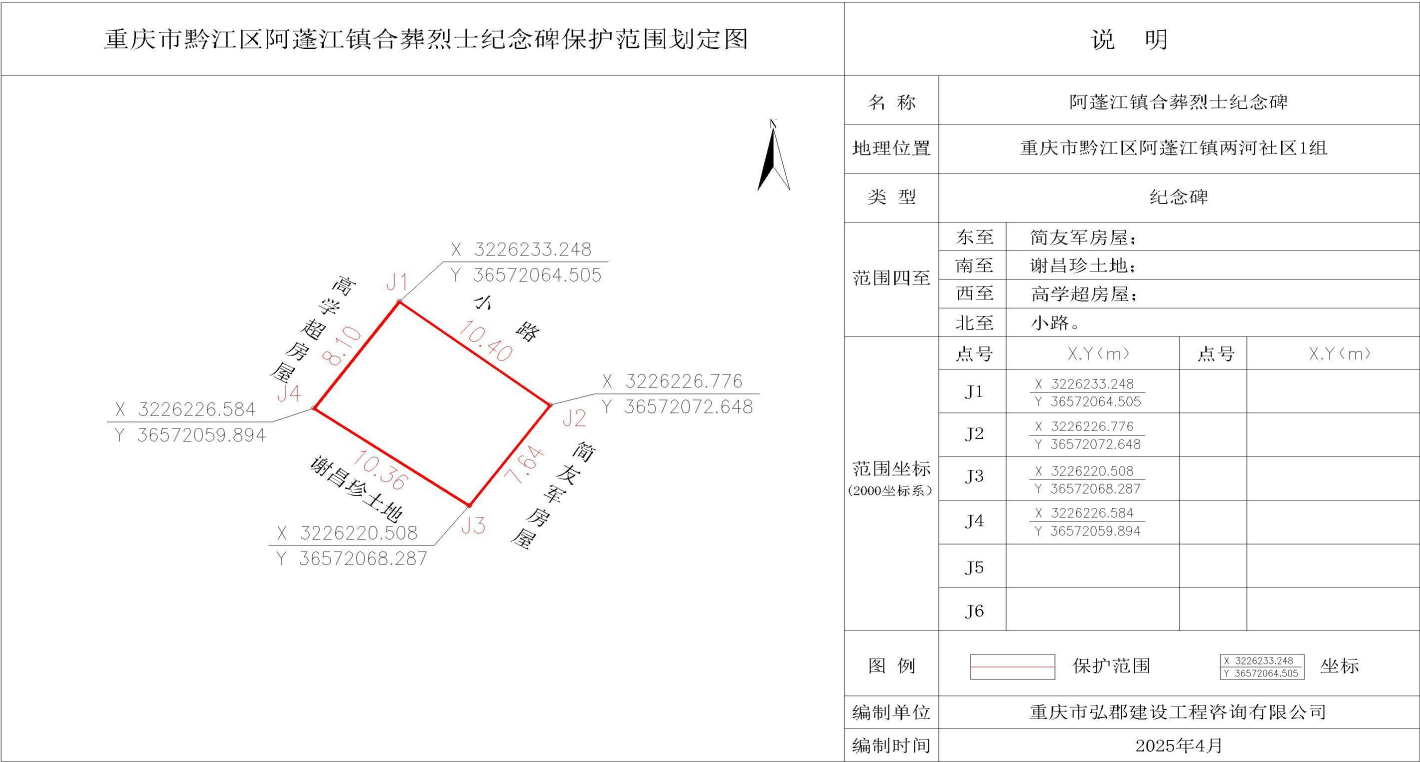 重庆市黔江区阿蓬江镇合葬烈士纪念碑保护范围划定图
N
X 3226233.248
Y 36572064.505
J1
小路
10.40
高学超房屋
8.10
J4
X 3226226.584
Y 36572059.894
X 3226226.776
Y 36572072.648
J2
简友军房屋
7.64
10.36
谢昌珍土地
J3
X 3226220.508
Y 36572068.287
说 明
名 称 阿蓬江镇合葬烈士纪念碑
地理位置 重庆市黔江区阿蓬江镇两河社区1组
类 型 纪念碑
范围四至
东至 简友军房屋；
南至 谢昌珍土地；
西至 高学超房屋；
北至 小路。
范围坐标
(2000坐标系)
点号 X.Y(m) 点号 X.Y(m)
J1
X 3226233.248
Y 36572064.505
J2
X 3226226.776
Y 36572072.648
J3
X 3226220.508
Y 36572068.287
J4
X 3226226.584
Y 36572059.894
J5
J6
图 例 保护范围
X 3226233.248
Y 36572064.505
坐标
编制单位 重庆市弘郡建设工程咨询有限公司
编制时间 2025年4月